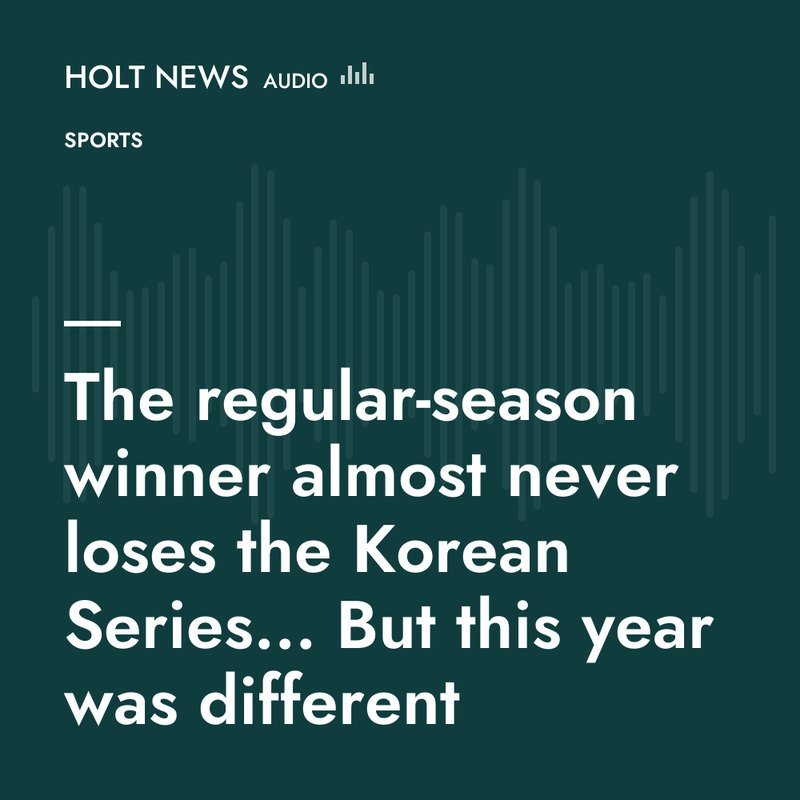 HOLT NEWS AUDIO
SPORTS
The regular-season
winner almost never
loses the Korean
Series... But this year
was different